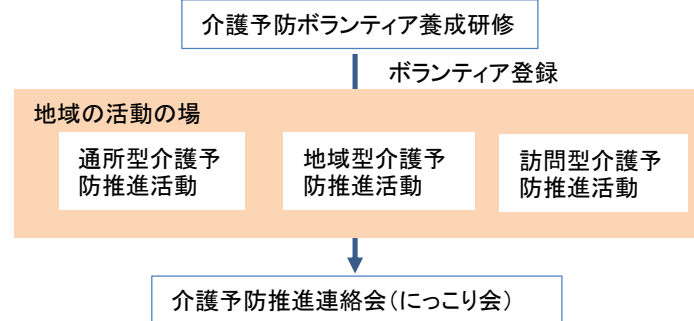 介護予防ボランティア養成研修
ボランティア登録
地域の活動の場
通所型介護予
防推進活動
地域型介護予
防推進活動
訪問型介護予
防推進活動
介護予防推進連絡会（にっこり会）